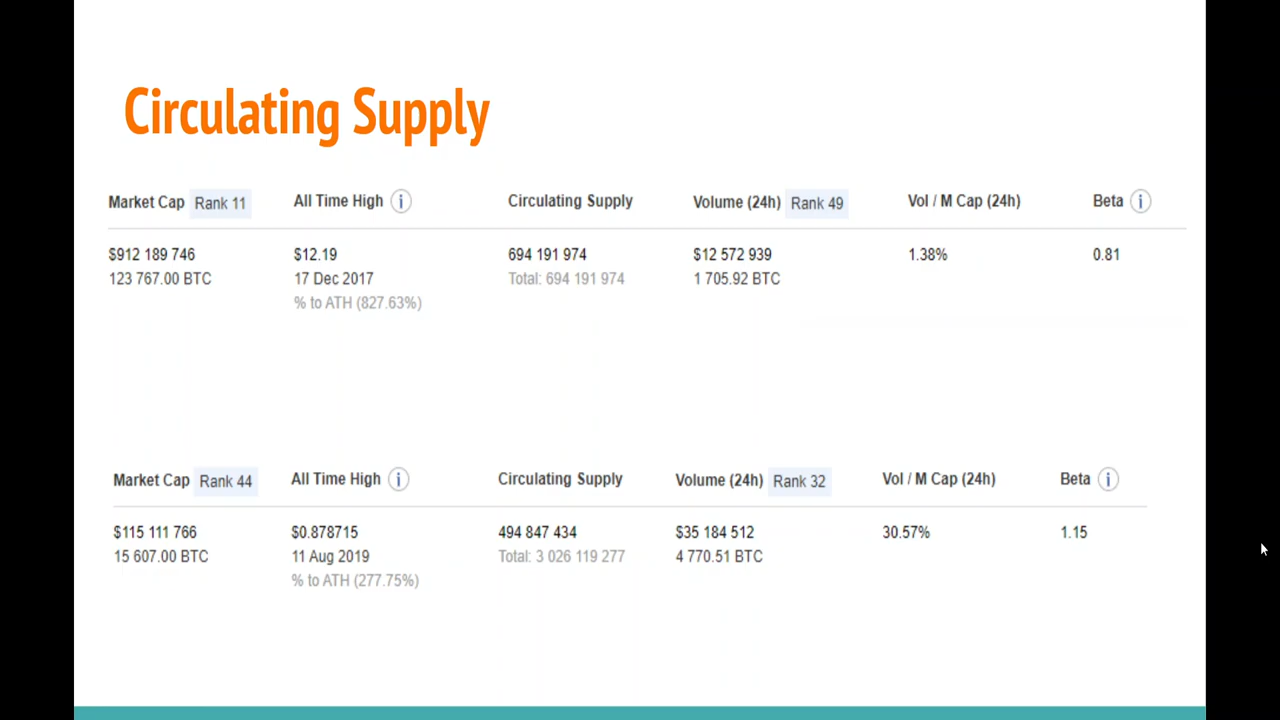 Circulating Supply
Market Cap Rank 11 All Time High i Circulating Supply Volume (24h) Rank 49 Vol / M Cap (24h) Beta i
$912 189 746 $12.19 694 191 974 $12 572 939 1.38% 0.81
123 767.00 BTC 17 Dec 2017 Total: 694 191 974 1 705.92 BTC
% to ATH (827.63%)
Market Cap Rank 44 All Time High i Circulating Supply Volume (24h) Rank 32 Vol / M Cap (24h) Beta i
$115 111 766 $0.878715 494 847 434 $35 184 512 30.57% 1.15
15 607.00 BTC 11 Aug 2019 Total: 3 026 119 277 4 770.51 BTC
% to ATH (277.75%)